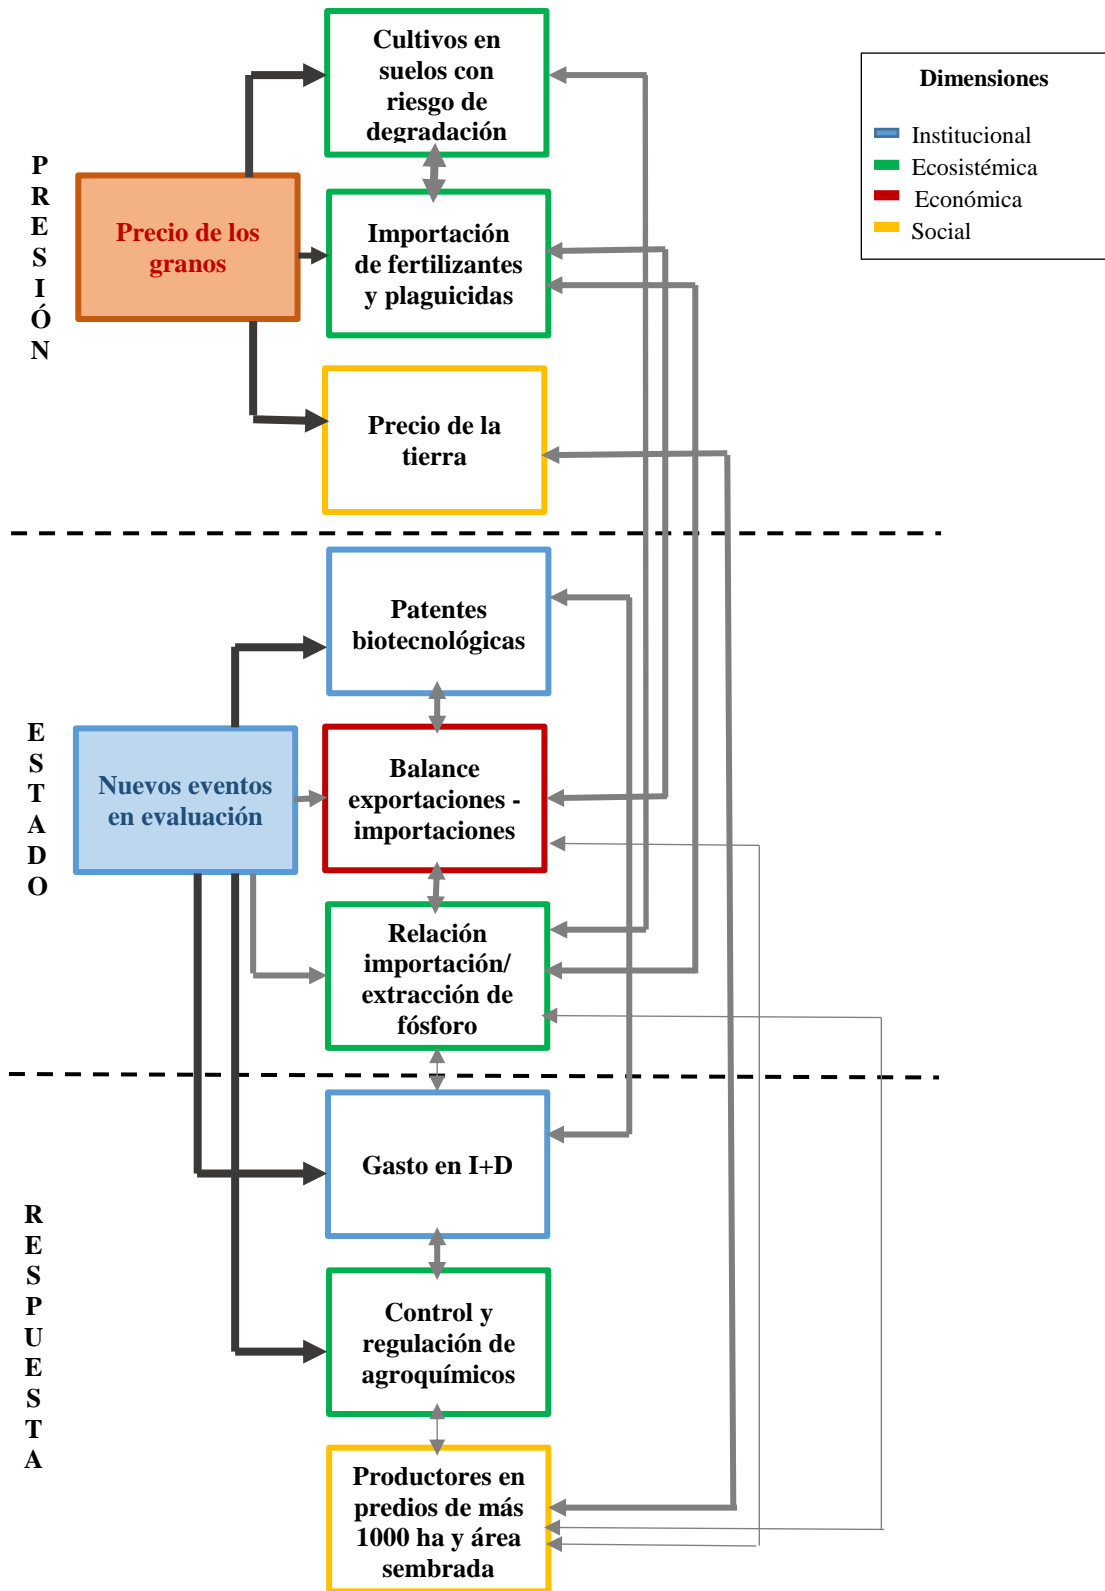 Cultivos en
suelos con
riesgo de
degradación
Dimensiones
Institucional
Ecosistémica
Económica
Social
P
R
E
S
I
Ó
N
Precio de los
granos
Importación
de fertilizantes
y plaguicidas
Precio de la
tierra
Patentes
biotecnológicas
E
S
T
A
D
O
Nuevos eventos
en evaluación
Balance
exportaciones -
importaciones
Relación
importación/
extracción de
fósforo
R
E
S
P
U
E
S
T
A
Gasto en I+D
Control y
regulación de
agroquímicos
Productores en
predios de más
1000 ha y área
sembrada